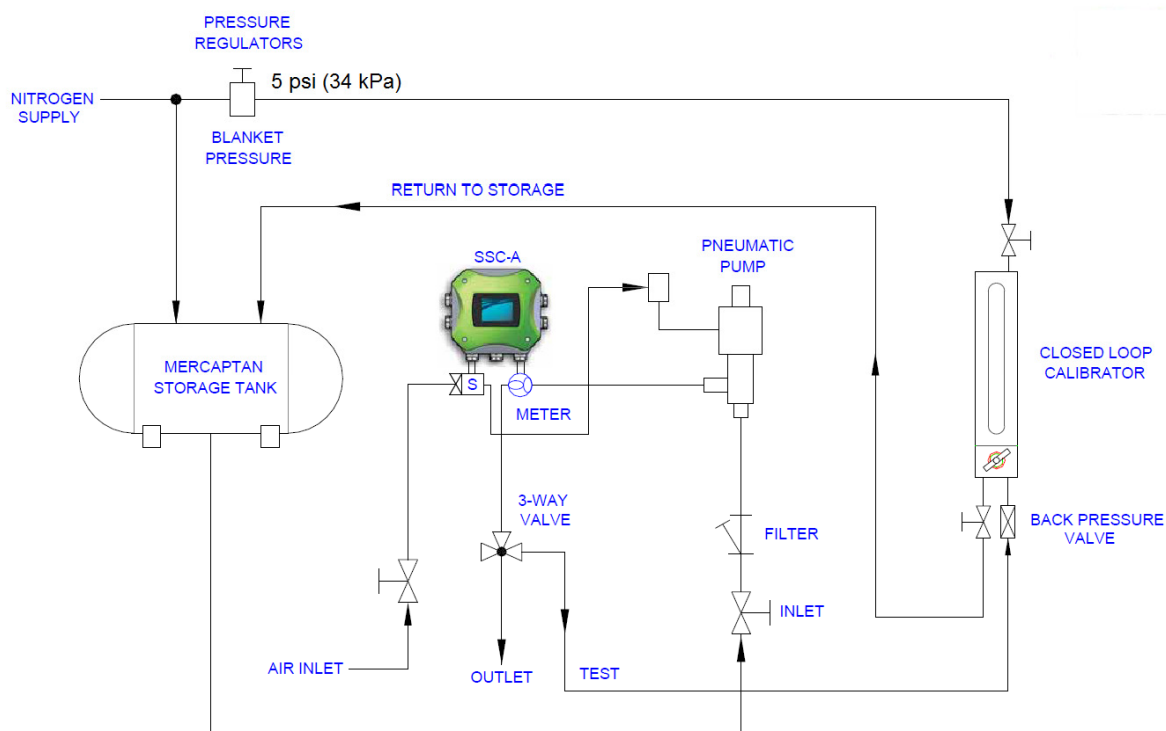 PRESSURE
REGULATORS
5 psi (34 kPa)
NITROGEN
SUPPLY
BLANKET
PRESSURE
RETURN TO STORAGE
SSC-A
PNEUMATIC
PUMP
MERCAPTAN
STORAGE TANK
S
METER
CLOSED LOOP
CALIBRATOR
3-WAY
VALVE
FILTER
BACK PRESSURE
VALVE
INLET
AIR INLET
OUTLET
TEST